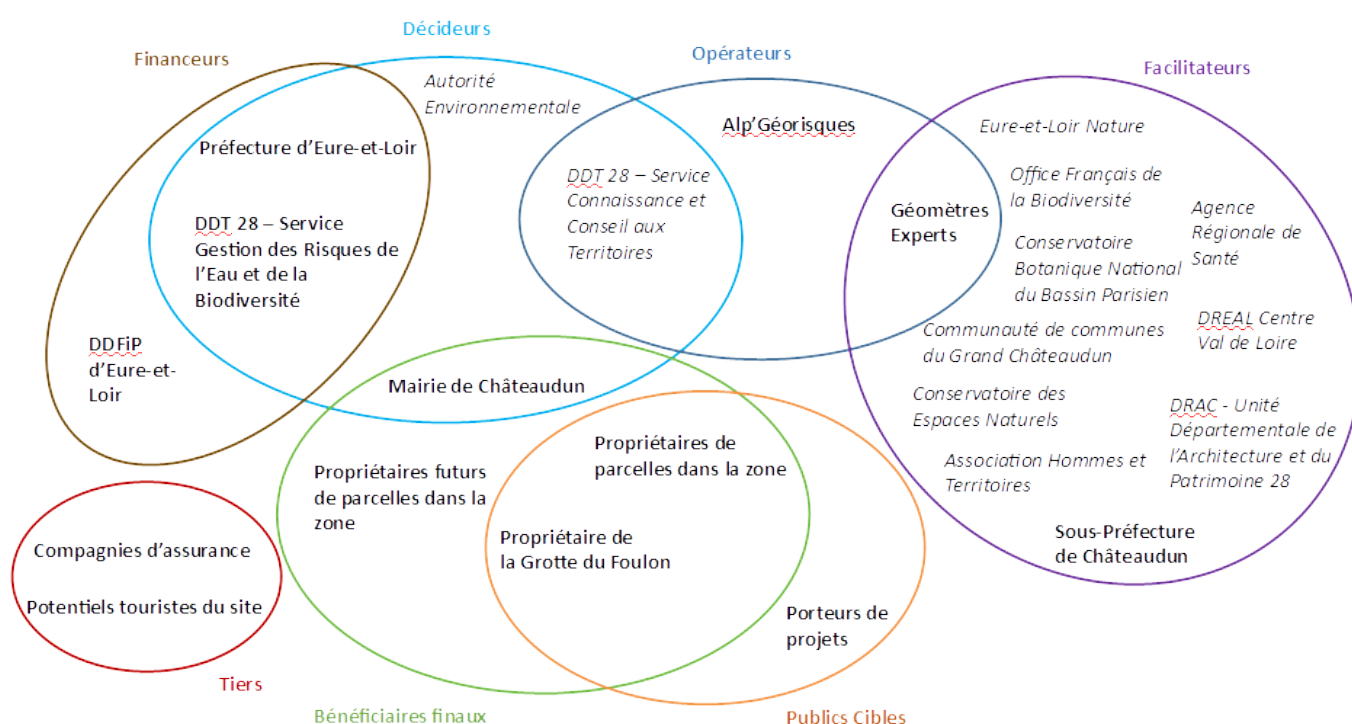 Décideurs
Financeurs
Opérateurs
Facilitateurs
Autorité
Environnementale
Préfecture d'Eure-et-Loir
DDT 28 – Service
Gestion des Risques de
l'Eau et de la
Biodiversité
DDFiP
d'Eure-et-
Loir
Alp'Géorisques
DDT 28 – Service
Connaissance et
Conseil aux
Territoires
Géomètres
Experts
Eure-et-Loir Nature
Office Français de
la Biodiversité
Agence
Régionale de
Santé
Conservatoire
Botanique National
du Bassin Parisien
Communauté de communes
du Grand Châteaudun
DREAL Centre
Val de Loire
Conservatoire des
Espaces Naturels
DRAC - Unité
Départementale de
l'Architecture et du
Patrimoine 28
Association Hommes et
Territoires
Sous-Préfecture
de Châteaudun
Mairie de Châteaudun
Propriétaires futurs
de parcelles dans la
zone
Propriétaires de
parcelles dans la zone
Propriétaire de
la Grotte du Foulon
Porteurs de
projets
Compagnies d'assurance
Potentiels touristes du site
Tiers
Bénéficiaires finaux
Publics Cibles